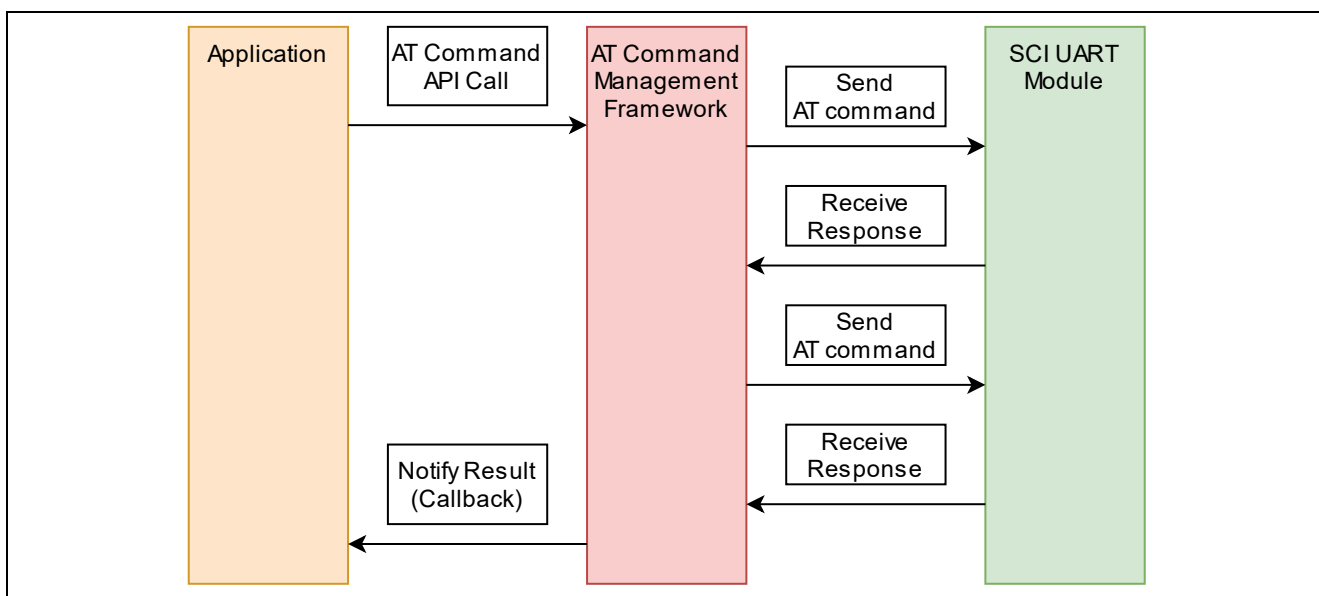 Application
AT Command
API Call
AT Command
Management
Framework
SCI UART
Module
Send
AT command
Receive
Response
Send
AT command
Receive
Response
Notify Result
(Callback)